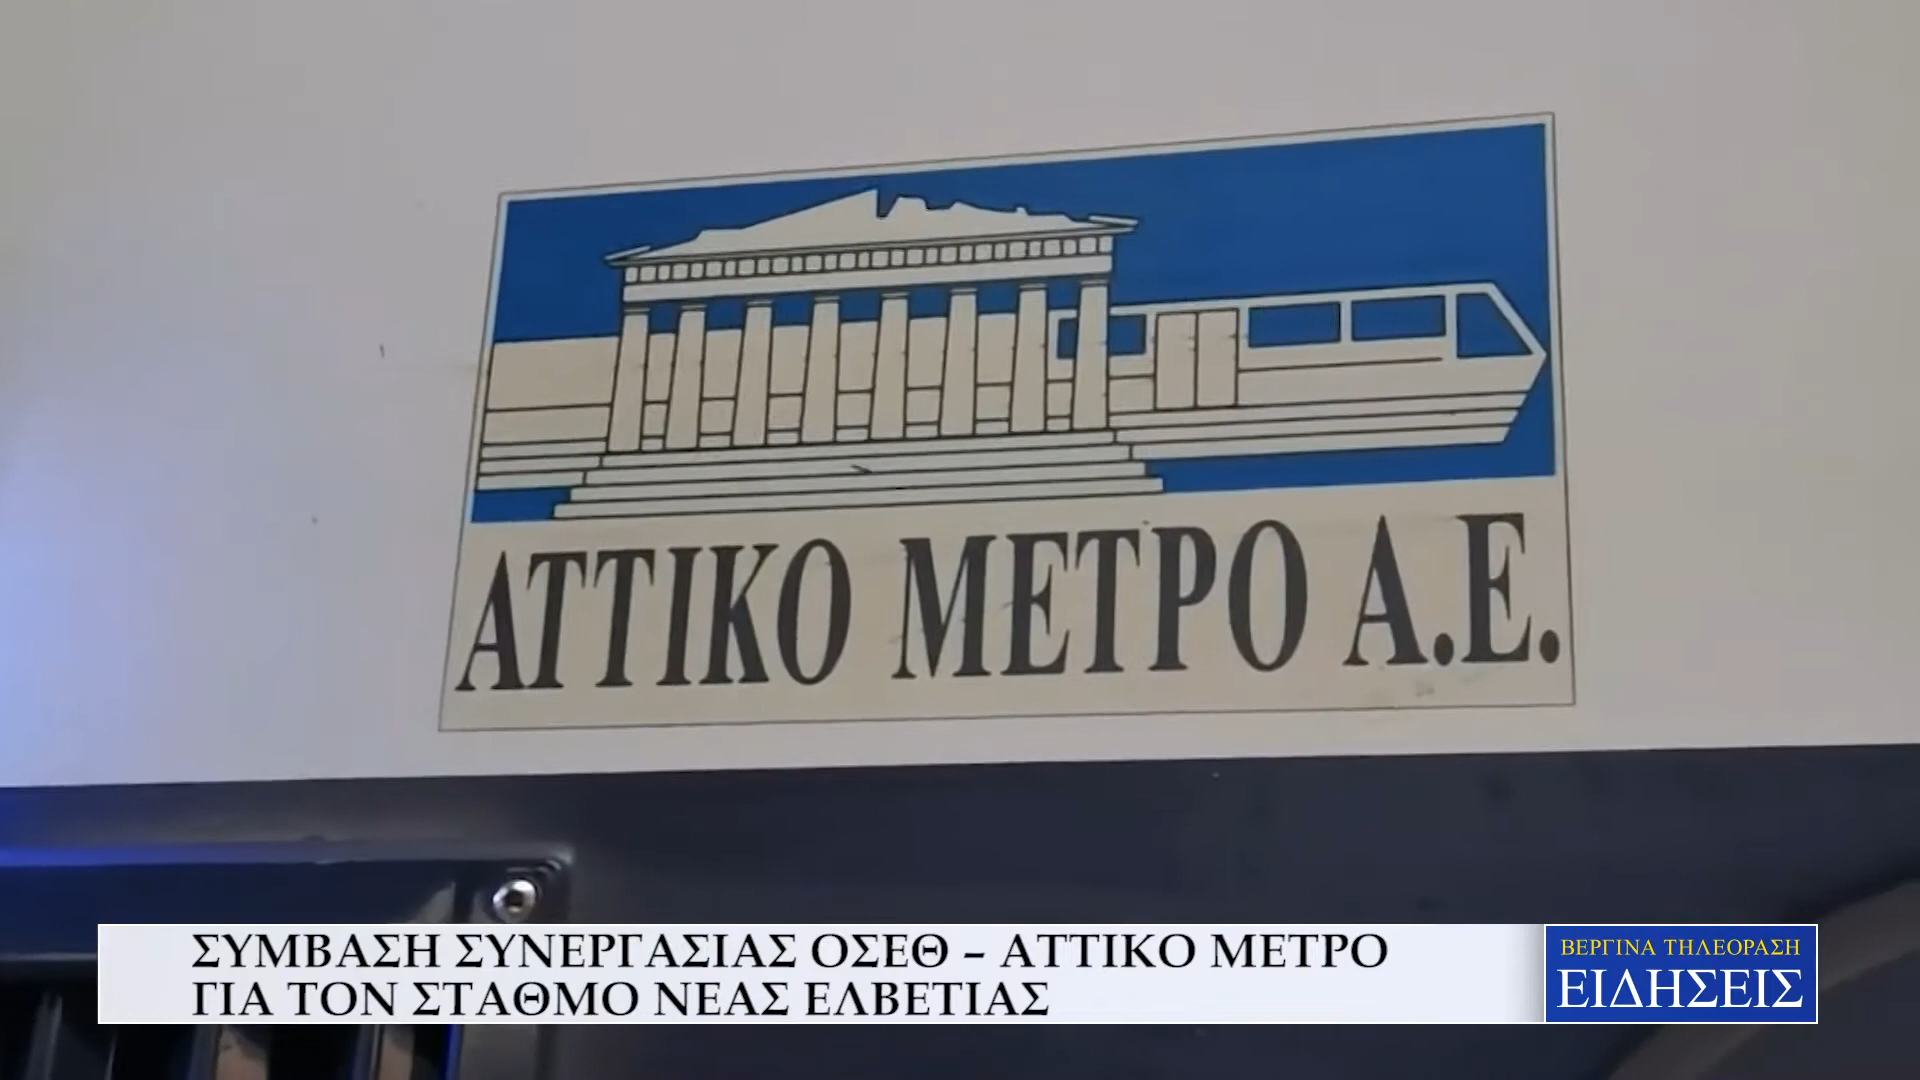 ΑΤΤΙΚΟ ΜΕΤΡΟ Α.Ε.
ΣΥΜΒΑΣΗ ΣΥΝΕΡΓΑΣΙΑΣ ΟΣΕΘ – ΑΤΤΙΚΟ ΜΕΤΡΟ
ΓΙΑ ΤΟΝ ΣΤΑΘΜΟ ΝΕΑΣ ΕΛΒΕΤΙΑΣ
ΒΕΡΓΙΝΑ ΤΗΛΕΟΡΑΣΗ
ΕΙΔΗΣΕΙΣ